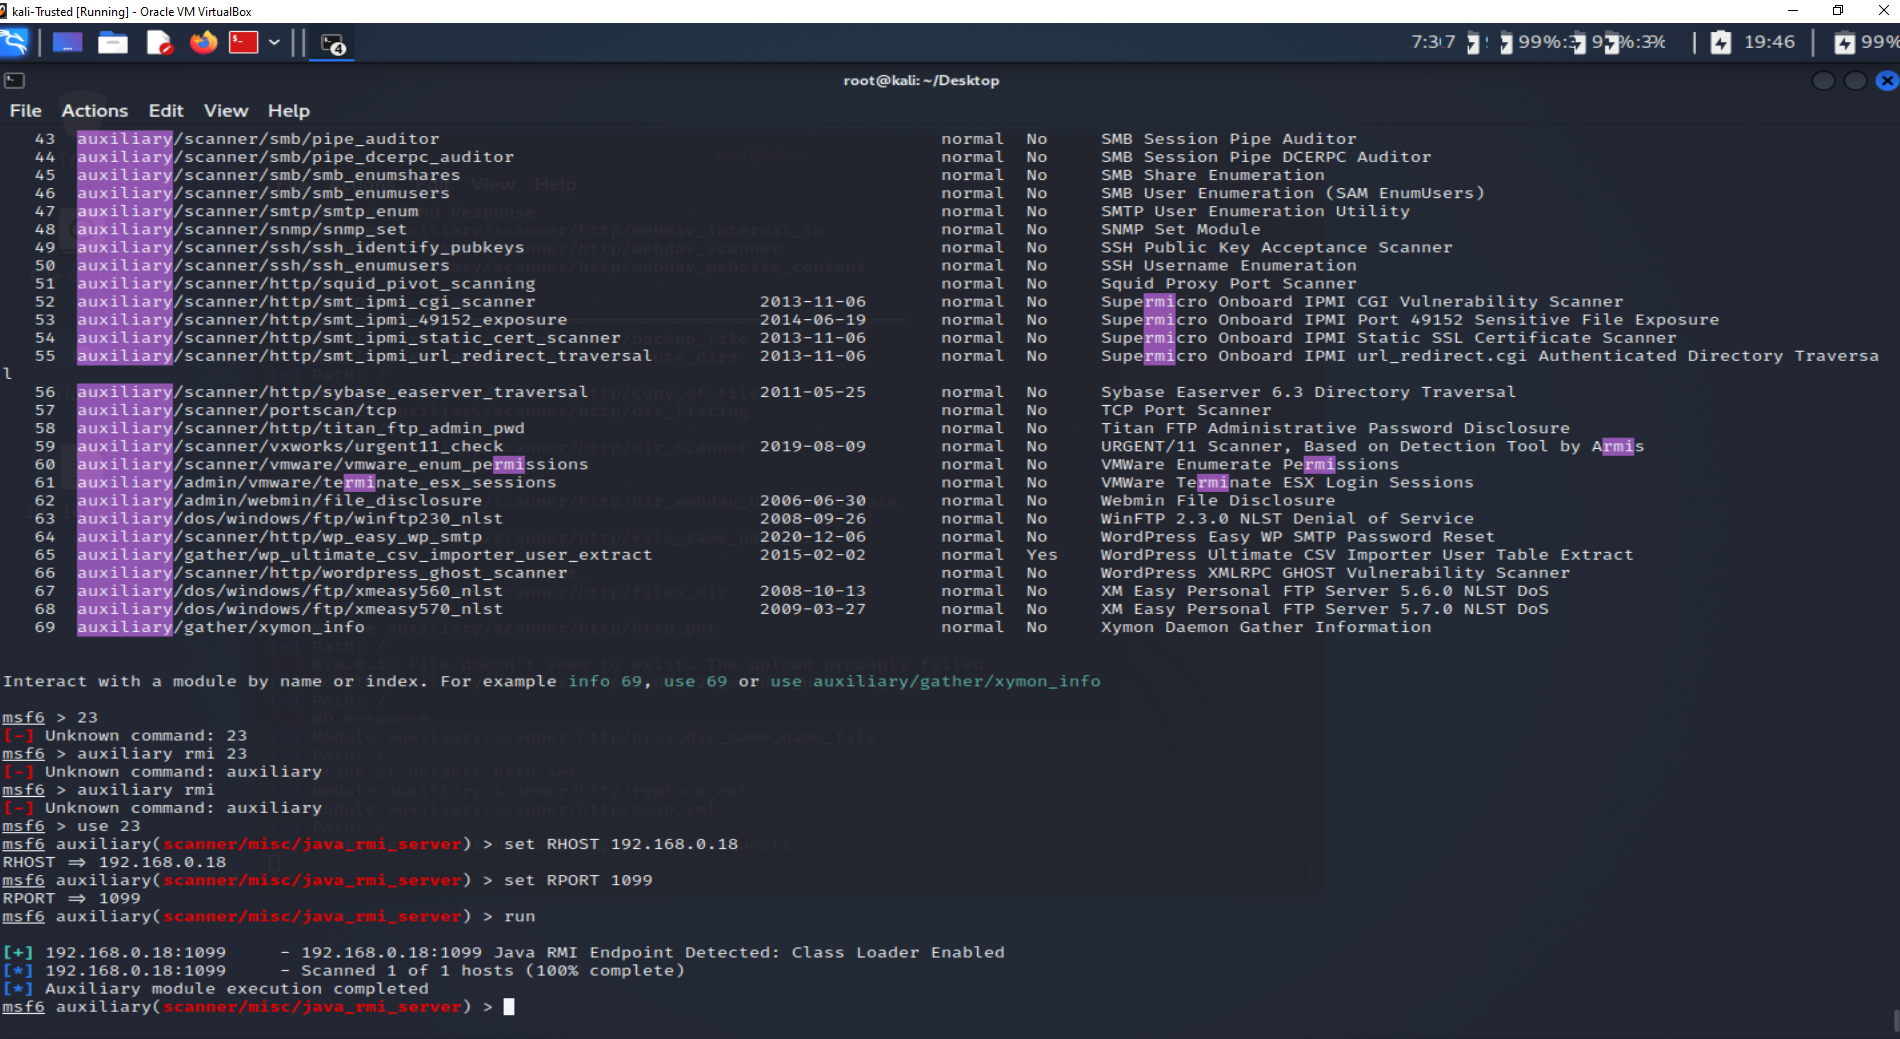 kali-Trusted [Running] - Oracle VM VirtualBox
4
19:46
99%
root@kali: ~/Desktop
File Actions Edit View Help
43 auxiliary/scanner/smb/pipe_auditor normal No SMB Session Pipe Auditor
44 auxiliary/scanner/smb/pipe_dcerpc_auditor normal No SMB Session Pipe DCERPC Auditor
45 auxiliary/scanner/smb/smb_enumshares normal No SMB Share Enumeration
46 auxiliary/scanner/smb/smb_enumusers normal No SMB User Enumeration (SAM EnumUsers)
47 auxiliary/scanner/smtp/smtp_enum normal No SMTP User Enumeration Utility
48 auxiliary/scanner/snmp/snmp_set normal No SNMP Set Module
49 auxiliary/scanner/ssh/ssh_identify_pubkeys normal No SSH Public Key Acceptance Scanner
50 auxiliary/scanner/ssh/ssh_enumusers normal No SSH Username Enumeration
51 auxiliary/scanner/http/squid_pivot_scanning normal No Squid Proxy Port Scanner
52 auxiliary/scanner/http/smt_ipmi_cgi_scanner 2013-11-06 normal No Supermicro Onboard IPMI CGI Vulnerability Scanner
53 auxiliary/scanner/http/smt_ipmi_49152_exposure 2014-06-19 normal No Supermicro Onboard IPMI Port 49152 Sensitive File Exposure
54 auxiliary/scanner/http/smt_ipmi_static_cert_scanner 2013-11-06 normal No Supermicro Onboard IPMI Static SSL Certificate Scanner
55 auxiliary/scanner/http/smt_ipmi_url_redirect_traversal 2013-11-06 normal No Supermicro Onboard IPMI url_redirect.cgi Authenticated Directory Traversa
l
56 auxiliary/scanner/http/sybase_easerver_traversal 2011-05-25 normal No Sybase Easerver 6.3 Directory Traversal
57 auxiliary/scanner/portscan/tcp normal No TCP Port Scanner
58 auxiliary/scanner/http/titan_ftp_admin_pwd normal No Titan FTP Administrative Password Disclosure
59 auxiliary/scanner/vxworks/urgent11_check 2019-08-09 normal No URGENT/11 Scanner, Based on Detection Tool by Armis
60 auxiliary/scanner/vmware/vmware_enum_permissions normal No VMWare Enumerate Permissions
61 auxiliary/admin/vmware/terminate_esx_sessions normal No VMWare Terminate ESX Login Sessions
62 auxiliary/admin/webmin/file_disclosure 2006-06-30 normal No Webmin File Disclosure
63 auxiliary/dos/windows/ftp/winftp230_nlst 2008-09-26 normal No WinFTP 2.3.0 NLST Denial of Service
64 auxiliary/scanner/http/wp_easy_wp_smtp 2020-12-06 normal No WordPress Easy WP SMTP Password Reset
65 auxiliary/gather/wp_ultimate_csv_importer_user_extract 2015-02-02 normal Yes WordPress Ultimate CSV Importer User Table Extract
66 auxiliary/scanner/http/wordpress_ghost_scanner normal No WordPress XMLRPC GHOST Vulnerability Scanner
67 auxiliary/dos/windows/ftp/xmeasy560_nlst 2008-10-13 normal No XM Easy Personal FTP Server 5.6.0 NLST DoS
68 auxiliary/dos/windows/ftp/xmeasy570_nlst 2009-03-27 normal No XM Easy Personal FTP Server 5.7.0 NLST DoS
69 auxiliary/gather/xymon_info normal No Xymon Daemon Gather Information
Interact with a module by name or index. For example info 69, use 69 or use auxiliary/gather/xymon_info
msf6 > 23
[-] Unknown command: 23
msf6 > auxiliary rmi 23
[-] Unknown command: auxiliary
msf6 > auxiliary rmi
[-] Unknown command: auxiliary
msf6 > use 23
msf6 auxiliary(scanner/misc/java_rmi_server) > set RHOST 192.168.0.18
RHOST ⇒ 192.168.0.18
msf6 auxiliary(scanner/misc/java_rmi_server) > set RPORT 1099
RPORT ⇒ 1099
msf6 auxiliary(scanner/misc/java_rmi_server) > run
[+] 192.168.0.18:1099 - 192.168.0.18:1099 Java RMI Endpoint Detected: Class Loader Enabled
[*] 192.168.0.18:1099 - Scanned 1 of 1 hosts (100% complete)
[*] Auxiliary module execution completed
msf6 auxiliary(scanner/misc/java_rmi_server) >